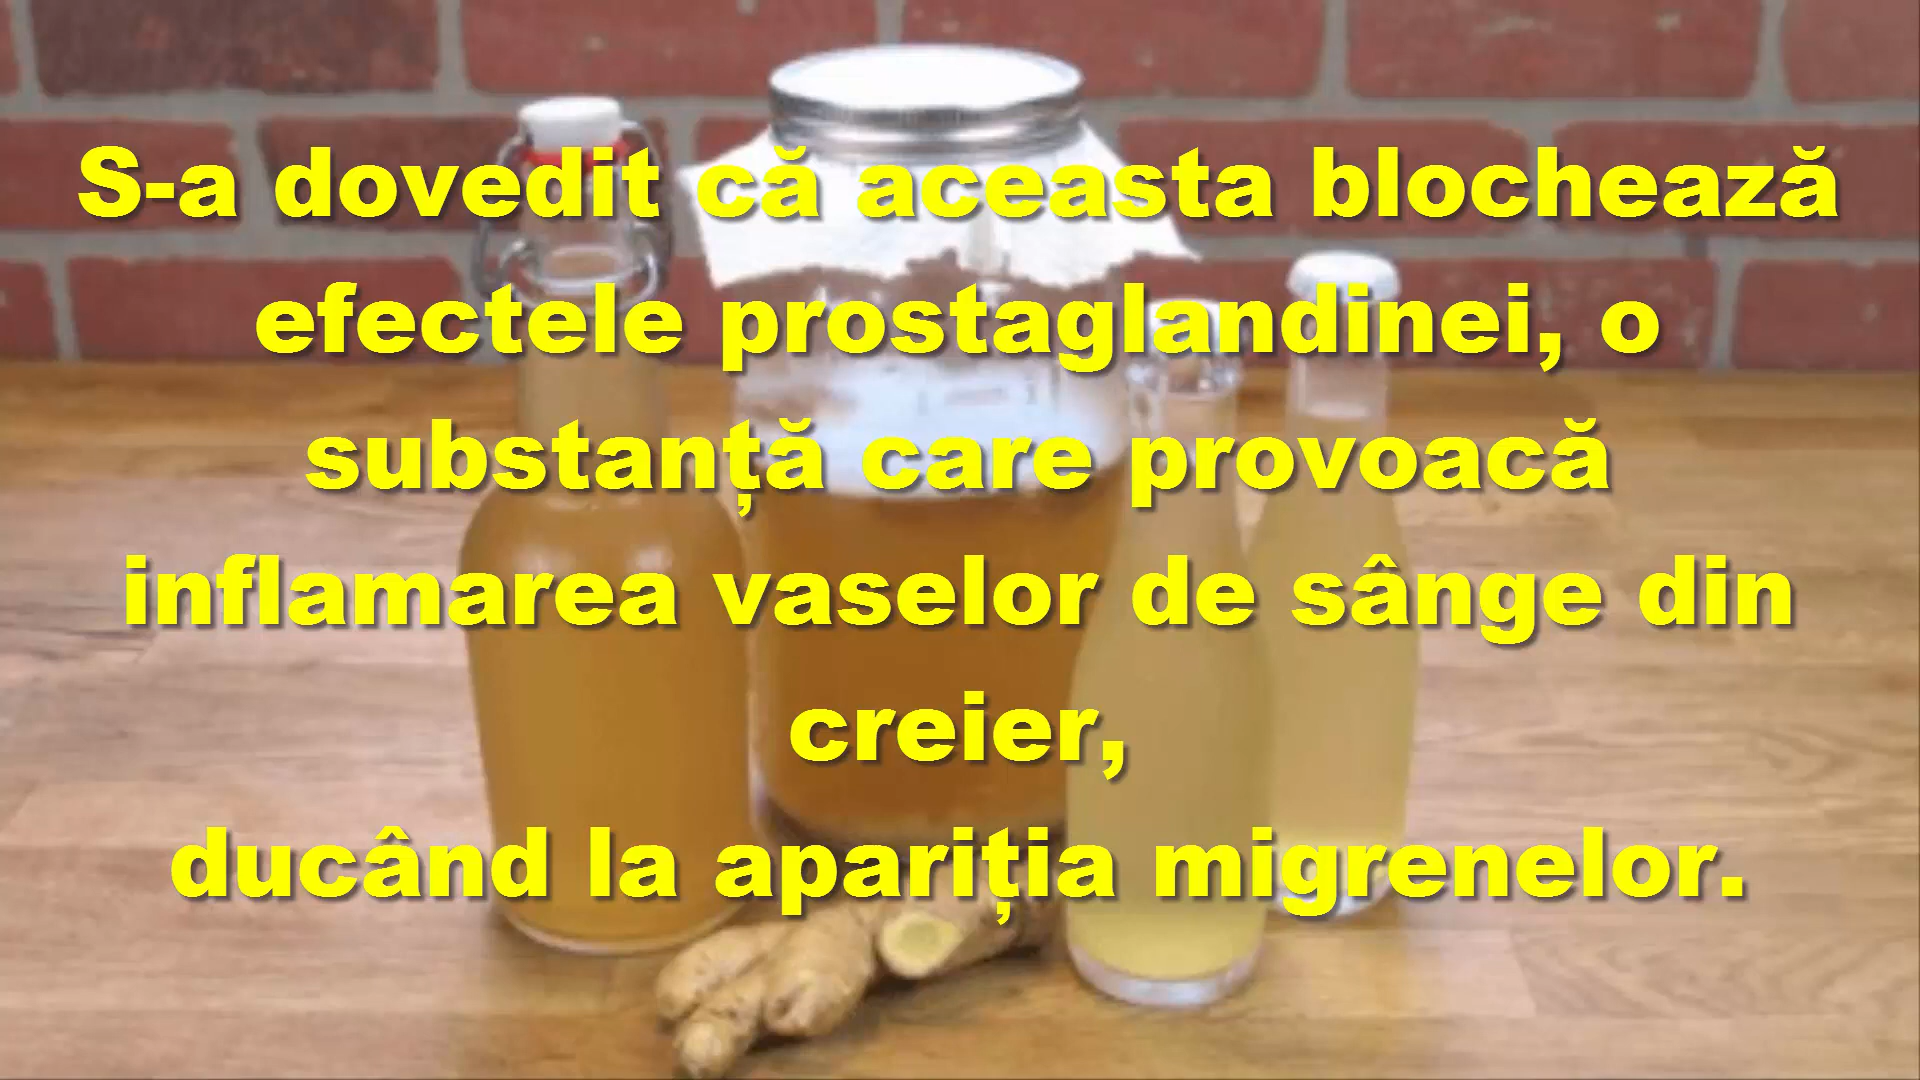 S-a dovedit că aceasta blochează
efectele prostaglandinei, o
substanță care provoacă
inflamarea vaselor de sânge din
creier,
ducând la apariția migrenelor.